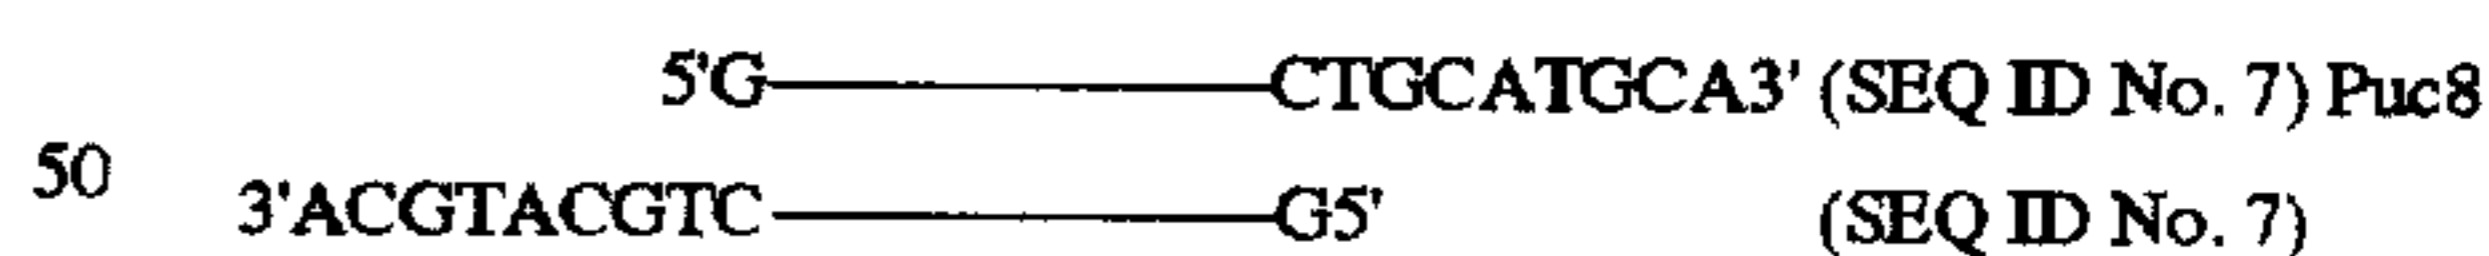 5'G————CTGCATGCA3' (SEQ ID No. 7) Puc8
50
3'ACGTACGTC————G5' (SEQ ID No. 7)